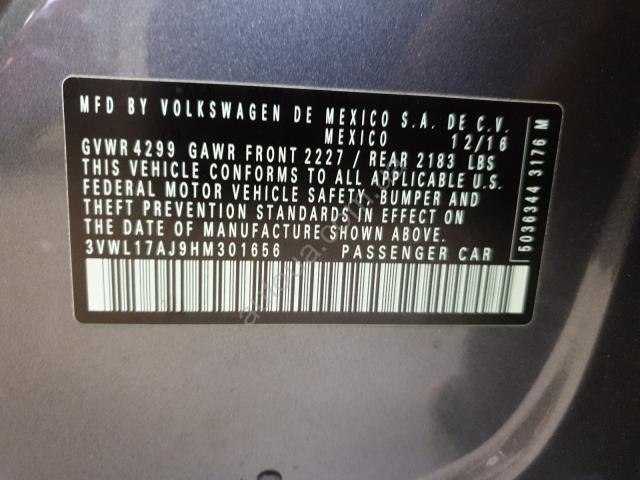 MFD BY VOLKSWAGEN DE MEXICO S.A. DE C.V.
MEXICO 12/16
GVWR 4299 GAWR FRONT 2227 / REAR 2183 LBS
THIS VEHICLE CONFORMS TO ALL APPLICABLE U.S.
FEDERAL MOTOR VEHICLE SAFETY, BUMPER AND
THEFT PREVENTION STANDARDS IN EFFECT ON
THE DATE OF MANUFACTURE SHOWN ABOVE.
3VWL17AJ9HM301656 PASSENGER CAR
5036344 3176 M